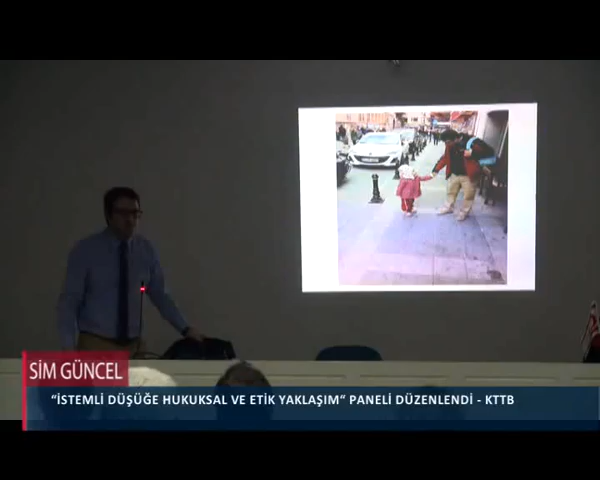 SİM GÜNCEL
“İSTEMLİ DÜŞÜĞE HUKUKSAL VE ETİK YAKLAŞIM“ PANELİ DÜZENLENDİ - KTTB